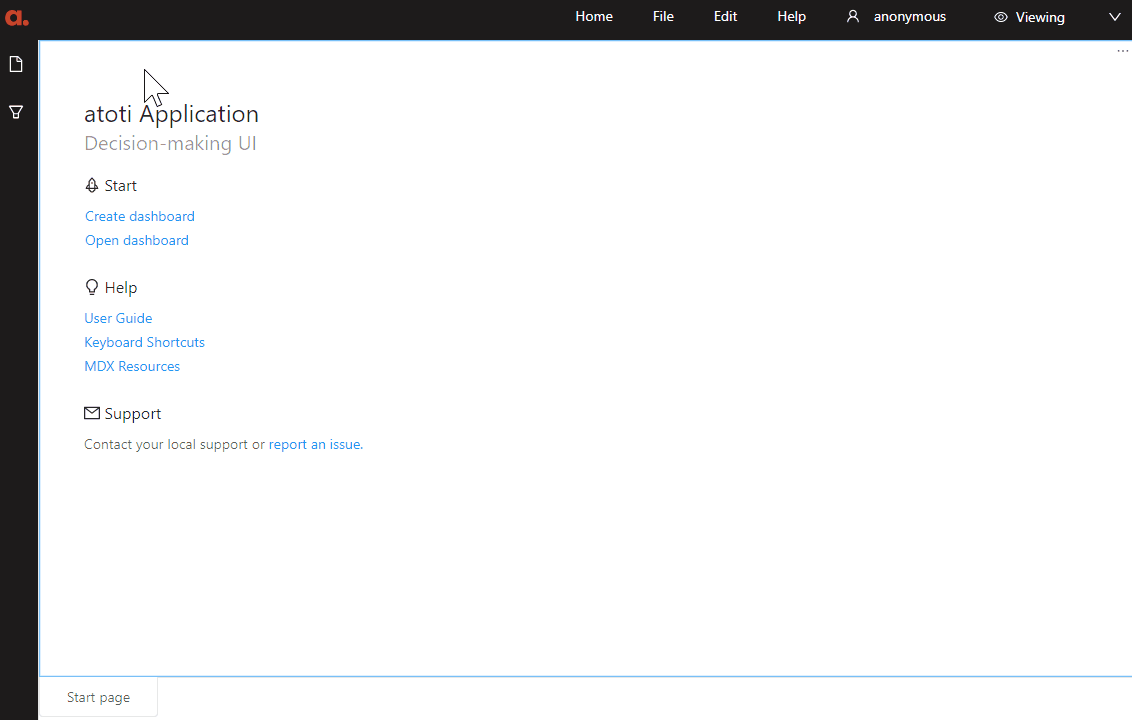 a.
Home File Edit Help anonymous Viewing
atoti Application
Decision-making UI
Start
Create dashboard
Open dashboard
Help
User Guide
Keyboard Shortcuts
MDX Resources
Support
Contact your local support or report an issue.
Start page